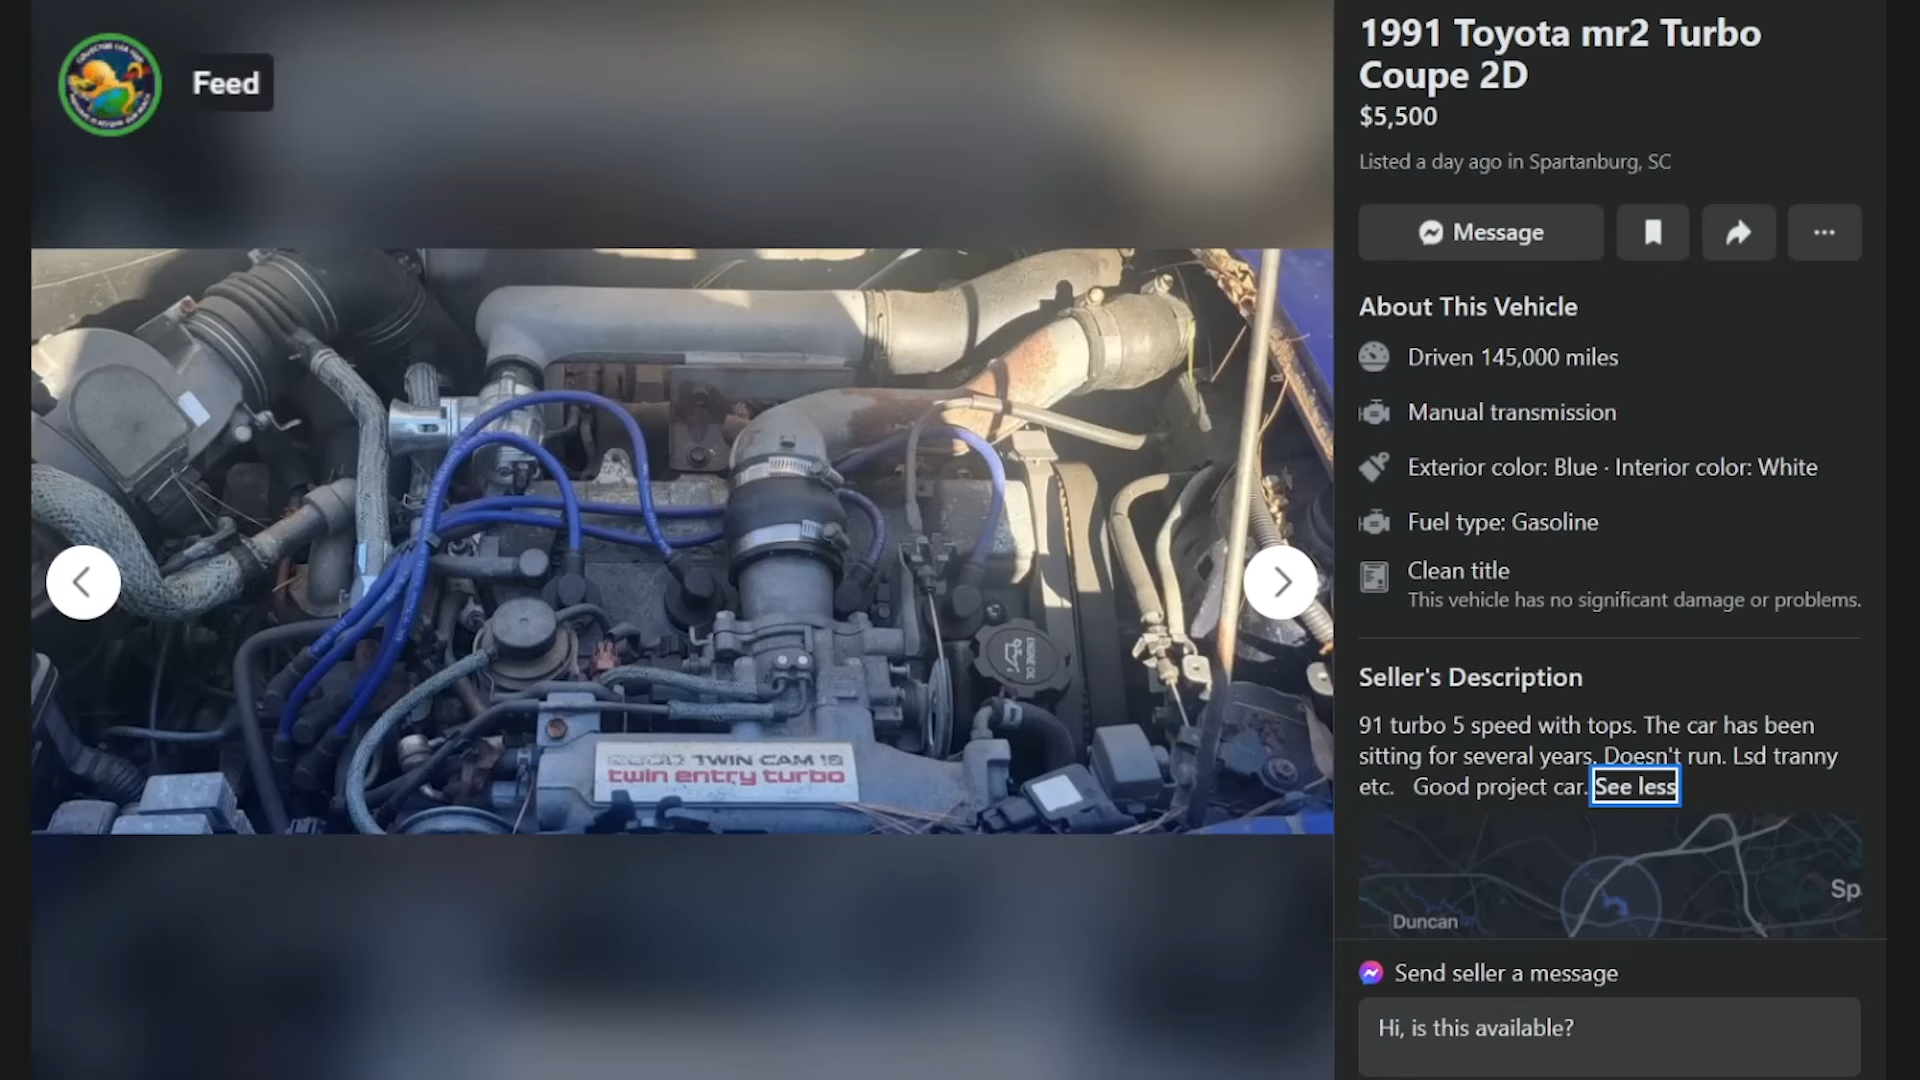 Feed
1991 Toyota mr2 Turbo
Coupe 2D
$5,500
Listed a day ago in Spartanburg, SC
Message
About This Vehicle
Driven 145,000 miles
Manual transmission
Exterior color: Blue · Interior color: White
Fuel type: Gasoline
Clean title
This vehicle has no significant damage or problems.
Seller's Description
91 turbo 5 speed with tops. The car has been
sitting for several years. Doesn't run. Lsd tranny
etc. Good project car. See less
Sp
Duncan
Send seller a message
Hi, is this available?
ENGINE OIL
TWIN CAM 16
twin entry turbo